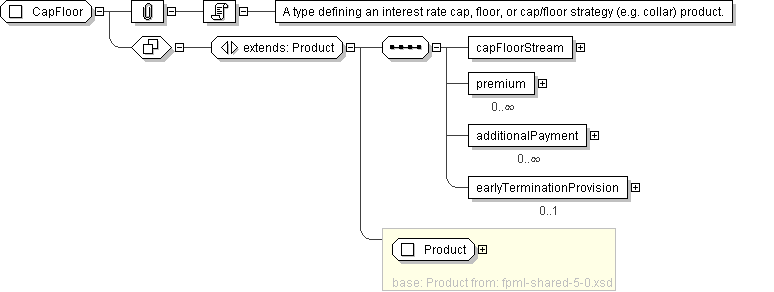 CapFloor
A type defining an interest rate cap, floor, or cap/floor strategy (e.g. collar) product.
extends: Product
capFloorStream
premium
0..∞
additionalPayment
0..∞
earlyTerminationProvision
0..1
Product
base: Product from: fpml-shared-5-0.xsd